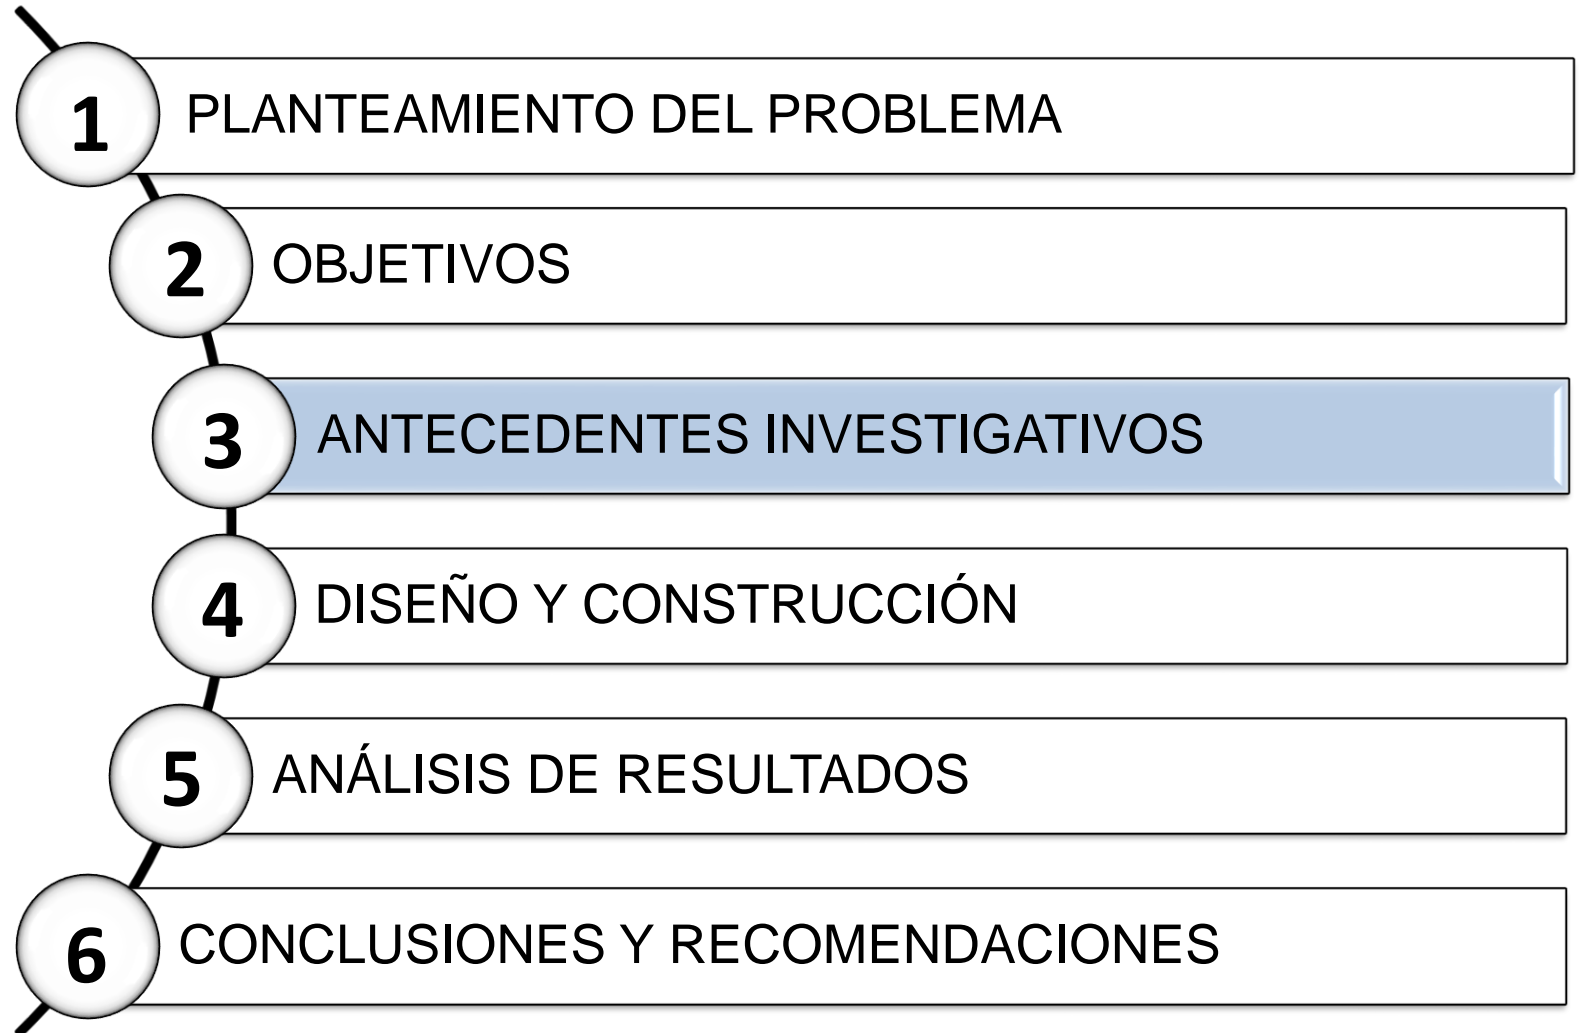 1 PLANTEAMIENTO DEL PROBLEMA
2 OBJETIVOS
3 ANTECEDENTES INVESTIGATIVOS
4 DISEÑO Y CONSTRUCCIÓN
5 ANÁLISIS DE RESULTADOS
6 CONCLUSIONES Y RECOMENDACIONES